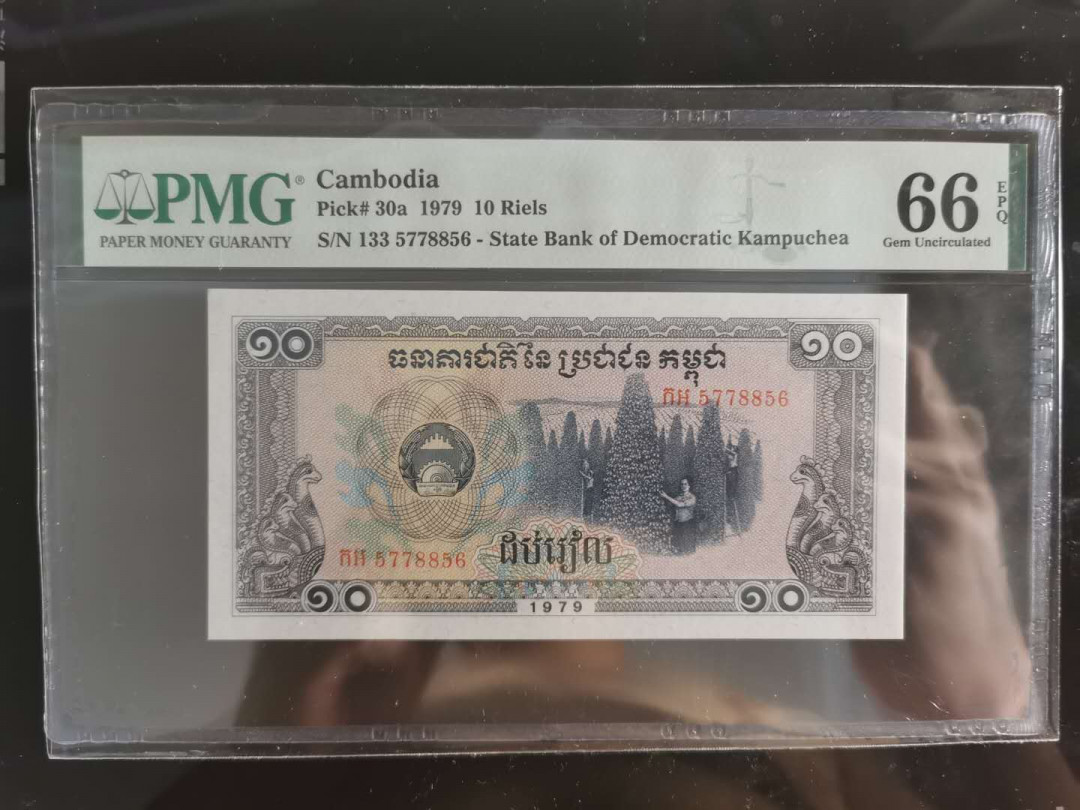 PMG®
PAPER MONEY GUARANTY
Cambodia
Pick# 30a 1979 10 Riels
S/N 133 5778856 - State Bank of Democratic Kampuchea
66
EPQ
Gem Uncirculated
១០
១០
ធនាគារជាតិ នៃ ប្រជាជន កម្ពុជា
កអ 5778856
កអ 5778856
ដប់រៀល
១០
១០
1979